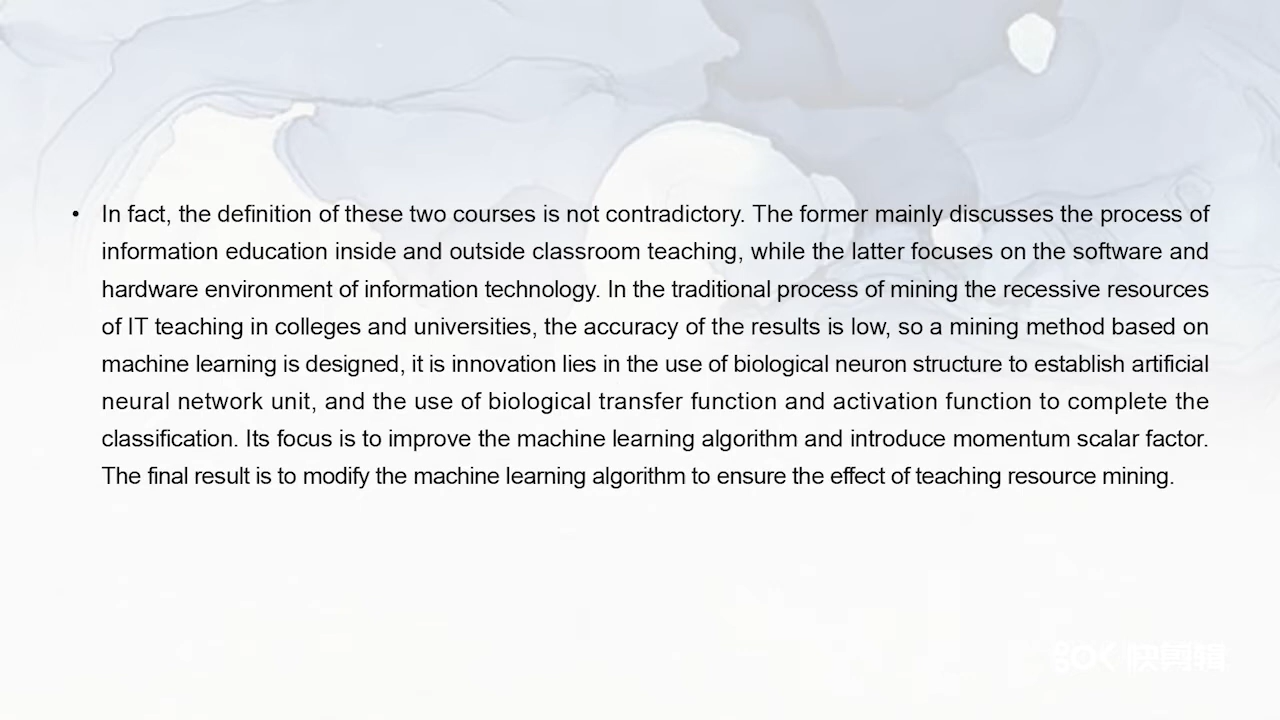 • In fact, the definition of these two courses is not contradictory. The former mainly discusses the process of
information education inside and outside classroom teaching, while the latter focuses on the software and
hardware environment of information technology. In the traditional process of mining the recessive resources
of IT teaching in colleges and universities, the accuracy of the results is low, so a mining method based on
machine learning is designed, it is innovation lies in the use of biological neuron structure to establish artificial
neural network unit, and the use of biological transfer function and activation function to complete the
classification. Its focus is to improve the machine learning algorithm and introduce momentum scalar factor.
The final result is to modify the machine learning algorithm to ensure the effect of teaching resource mining.
快剪辑